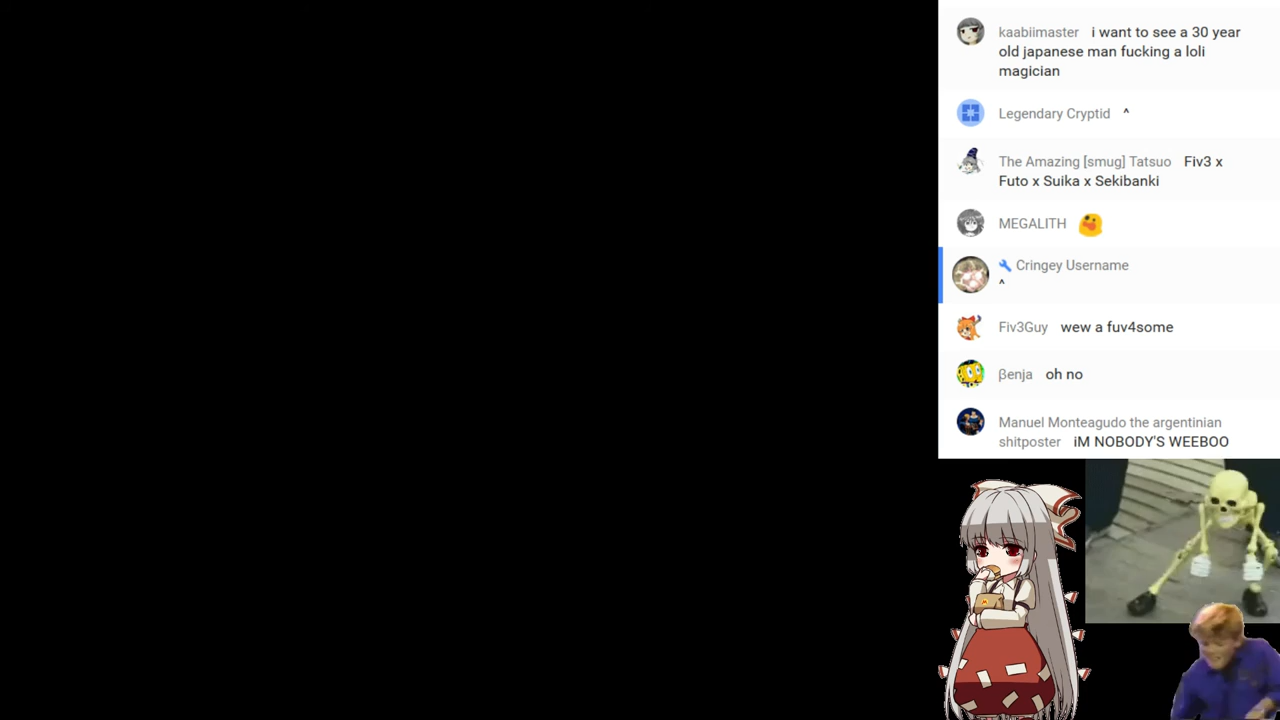 kaabiimaster i want to see a 30 year
old japanese man fucking a loli
magician
Legendary Cryptid ^
The Amazing [smug] Tatsuo Fiv3 x
Futo x Suika x Sekibanki
MEGALITH
Cringey Username
^
Fiv3Guy wew a fuv4some
βenja oh no
Manuel Monteagudo the argentinian
shitposter iM NOBODY'S WEEBOO